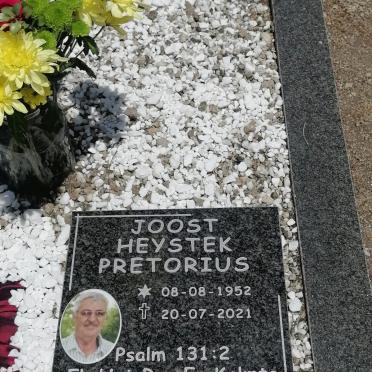 JOOST
HEYSTEK
PRETORIUS
08-08-1952
20-07-2021
Psalm 131:2